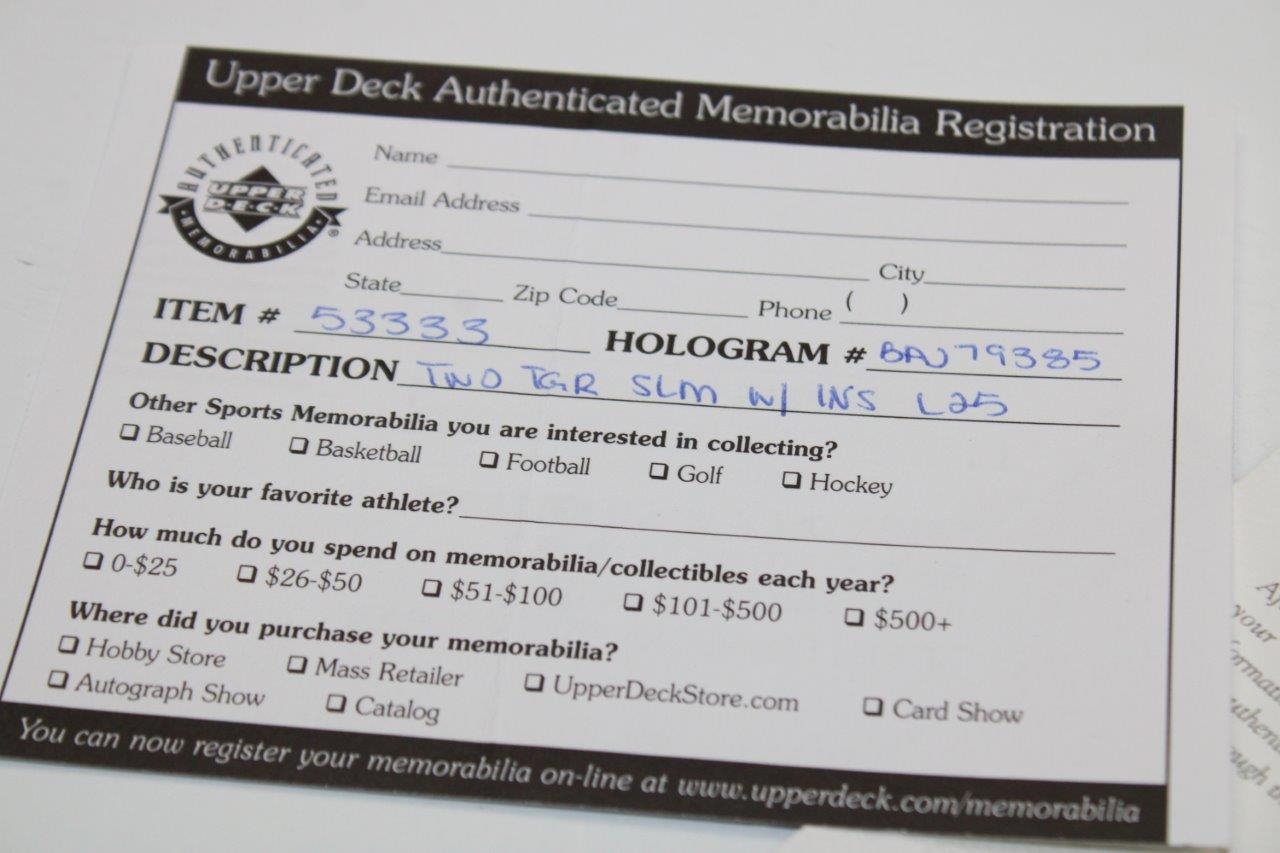 Upper Deck Authenticated Memorabilia Registration
AUTHENTICATED
UPPER
D·E·C·K
·MEMORABILIA· ®
Name
Email Address
Address City
State Zip Code Phone ( )
ITEM # 53333 HOLOGRAM # BAJ79385
DESCRIPTION TWO TGR SLM W/ INS L25
Other Sports Memorabilia you are interested in collecting?
❏ Baseball ❏ Basketball ❏ Football ❏ Golf ❏ Hockey
Who is your favorite athlete?
How much do you spend on memorabilia/collectibles each year?
❏ 0-$25 ❏ $26-$50 ❏ $51-$100 ❏ $101-$500 ❏ $500+
Where did you purchase your memorabilia?
❏ Hobby Store ❏ Mass Retailer ❏ UpperDeckStore.com ❏ Card Show
❏ Autograph Show ❏ Catalog
You can now register your memorabilia on-line at www.upperdeck.com/memorabilia
your